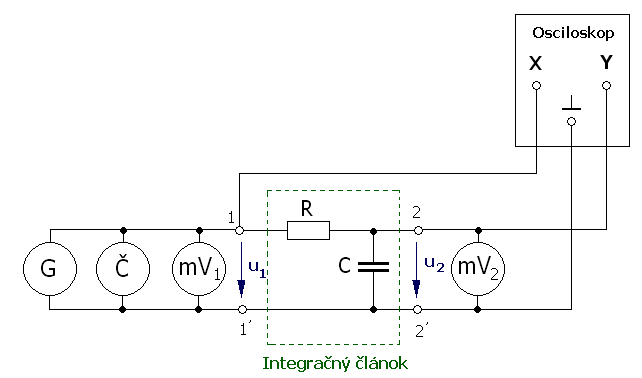 Osciloskop
X
Y
1
R
2
G
Č
mV1
u1
C
u2
mV2
1'
2'
Integračný článok